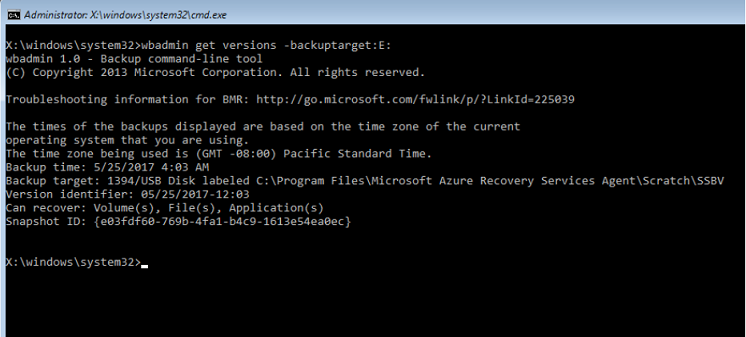 Administrator: X:\windows\system32\cmd.exe
X:\windows\system32>wbadmin get versions -backuptarget:E:
wbadmin 1.0 - Backup command-line tool
(C) Copyright 2013 Microsoft Corporation. All rights reserved.
Troubleshooting information for BMR: http://go.microsoft.com/fwlink/p/?LinkId=225039
The times of the backups displayed are based on the time zone of the current
operating system that you are using.
The time zone being used is (GMT -08:00) Pacific Standard Time.
Backup time: 5/25/2017 4:03 AM
Backup target: 1394/USB Disk labeled C:\Program Files\Microsoft Azure Recovery Services Agent\Scratch\SSBV
Version identifier: 05/25/2017-12:03
Can recover: Volume(s), File(s), Application(s)
Snapshot ID: {e03fdf60-769b-4fa1-b4c9-1613e54ea0ec}
X:\windows\system32>